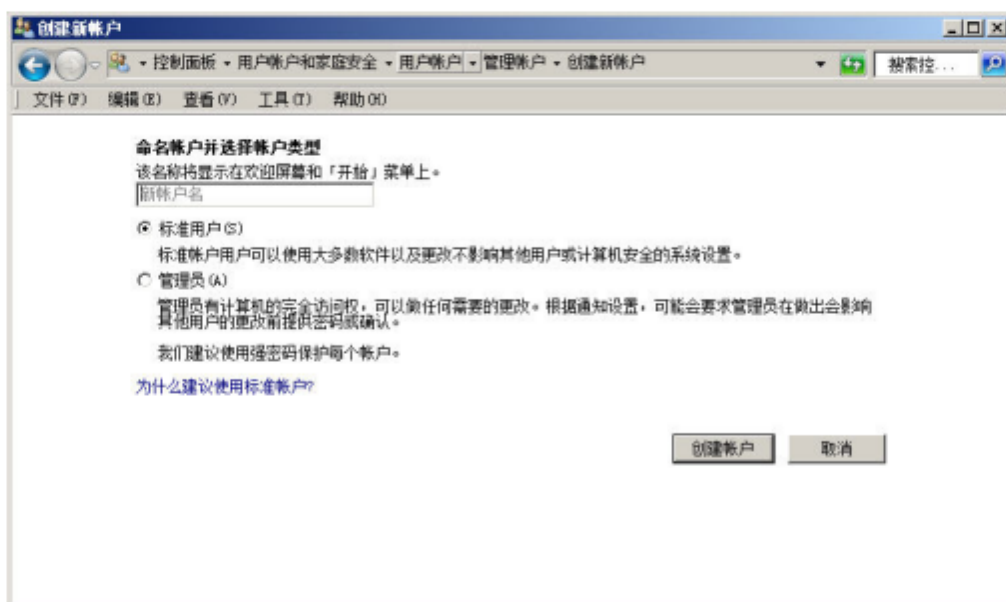 创建新帐户
控制面板 用户帐户和家庭安全 用户帐户 管理帐户 创建新帐户 搜索控...
文件(F) 编辑(E) 查看(V) 工具(T) 帮助(H)
命名帐户并选择帐户类型
该名称将显示在欢迎屏幕和「开始」菜单上。
新帐户名
标准用户(S)
标准帐户用户可以使用大多数软件以及更改不影响其他用户或计算机安全的系统设置。
管理员(A)
管理员有计算机的完全访问权，可以做任何需要的更改。根据通知设置，可能会要求管理员在做出会影响
其他用户的更改前提供密码或确认。
我们建议使用强密码保护每个帐户。
为什么建议使用标准帐户?
创建帐户 取消